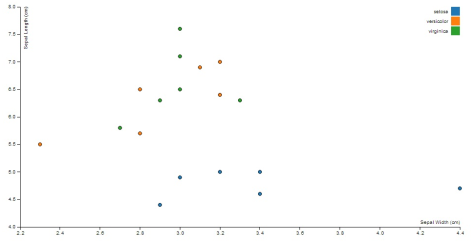 8.0
Sepal Length (cm)
setosa
versicolor
virginica
7.5
7.0
6.5
6.0
5.5
5.0
4.5
4.0
Sepal Width (cm)
2.2 2.4 2.6 2.8 3.0 3.2 3.4 3.6 3.8 4.0 4.2 4.4